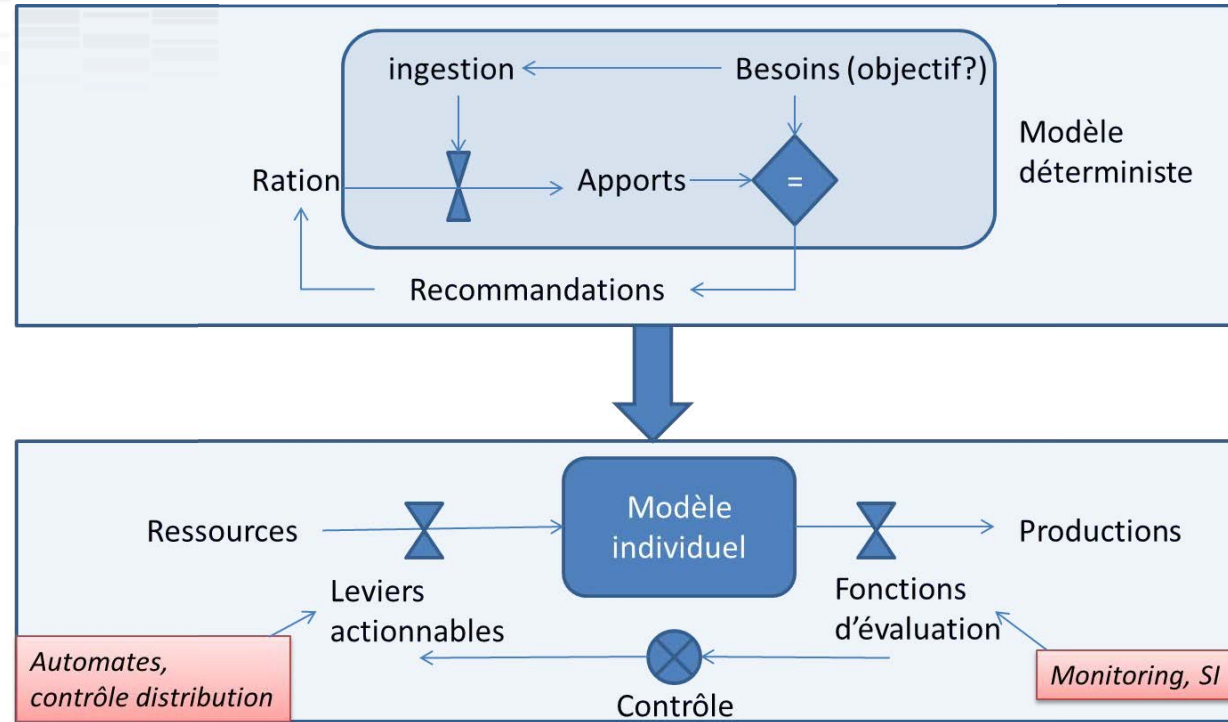 ingestion
Besoins (objectif?)
Modèle
déterministe
Ration
Apports
=
Recommandations
Ressources
Modèle
individuel
Productions
Leviers
actionnables
Fonctions
d'évaluation
Automates,
contrôle distribution
Contrôle
Monitoring, SI